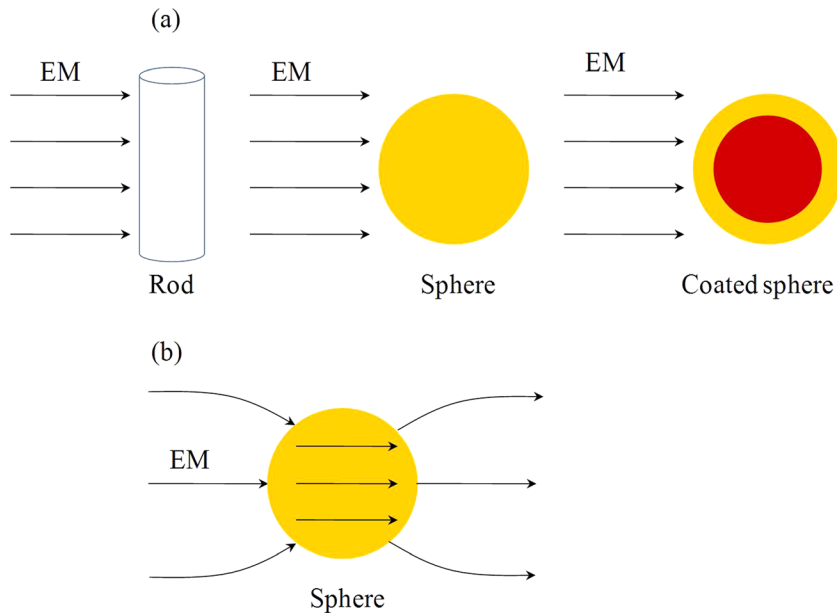 (a)
EM
EM
EM
Rod
Sphere
Coated sphere
(b)
EM
Sphere